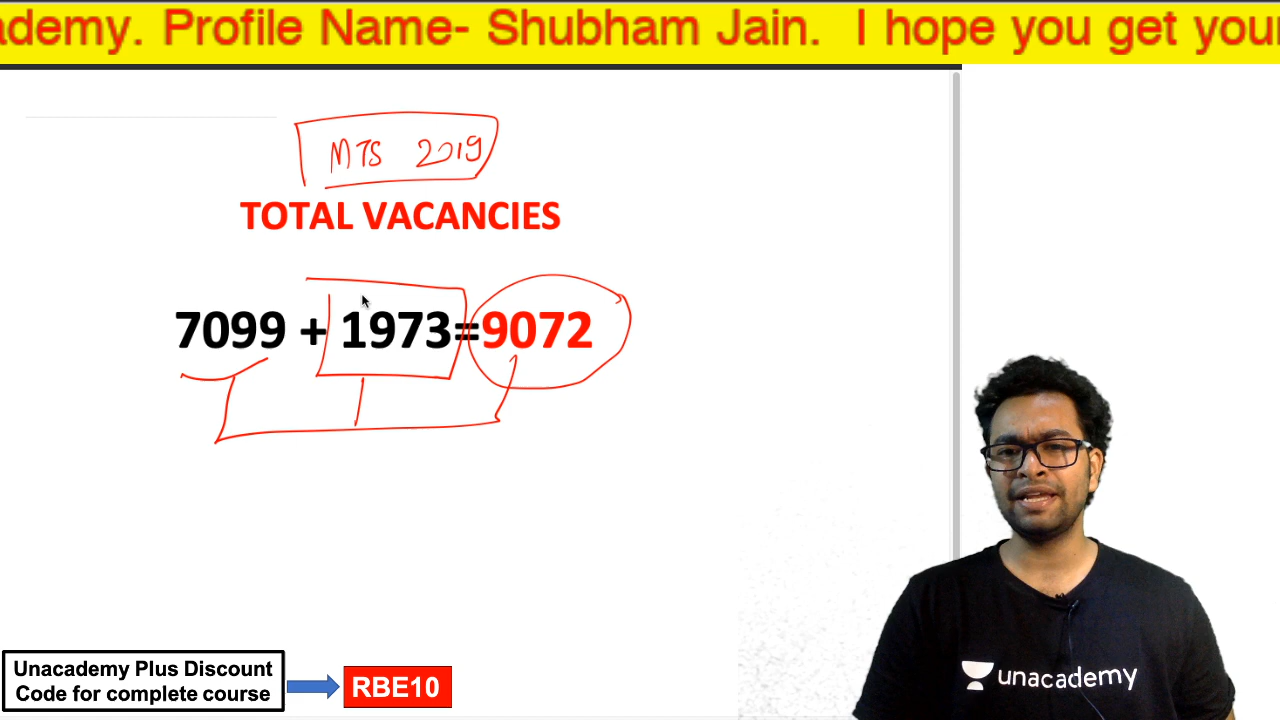 ademy. Profile Name- Shubham Jain. I hope you get your
MTS 2019
TOTAL VACANCIES
7099 + 1973=9072
unacademy
Unacademy Plus Discount
Code for complete course
RBE10